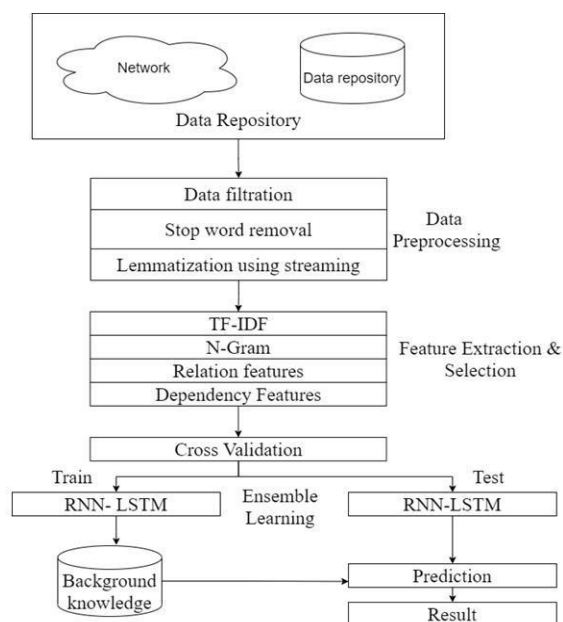 Network
Data repository
Data Repository
Data filtration
Stop word removal
Lemmatization using streaming
Data
Preprocessing
TF-IDF
N-Gram
Relation features
Dependency Features
Feature Extraction &
Selection
Cross Validation
Train
Test
RNN- LSTM
Ensemble
Learning
RNN-LSTM
Background
knowledge
Prediction
Result